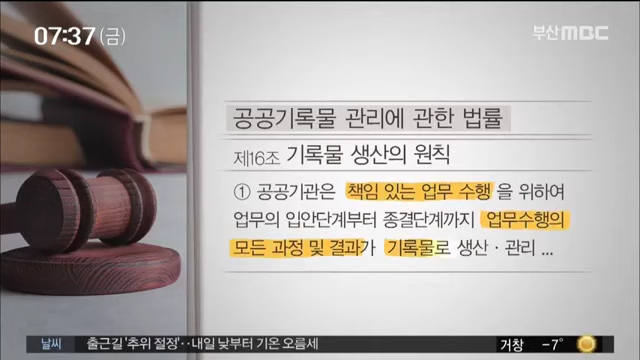 07:37(금)
부산MBC
공공기록물 관리에 관한 법률
제16조 기록물 생산의 원칙
① 공공기관은 책임 있는 업무 수행 을 위하여
업무의 입안단계부터 종결단계까지 업무수행의
모든 과정 및 결과가 기록물로 생산·관리 ...
날씨 출근길 '추위 절정'··내일 낮부터 기온 오름세 거창 -7°